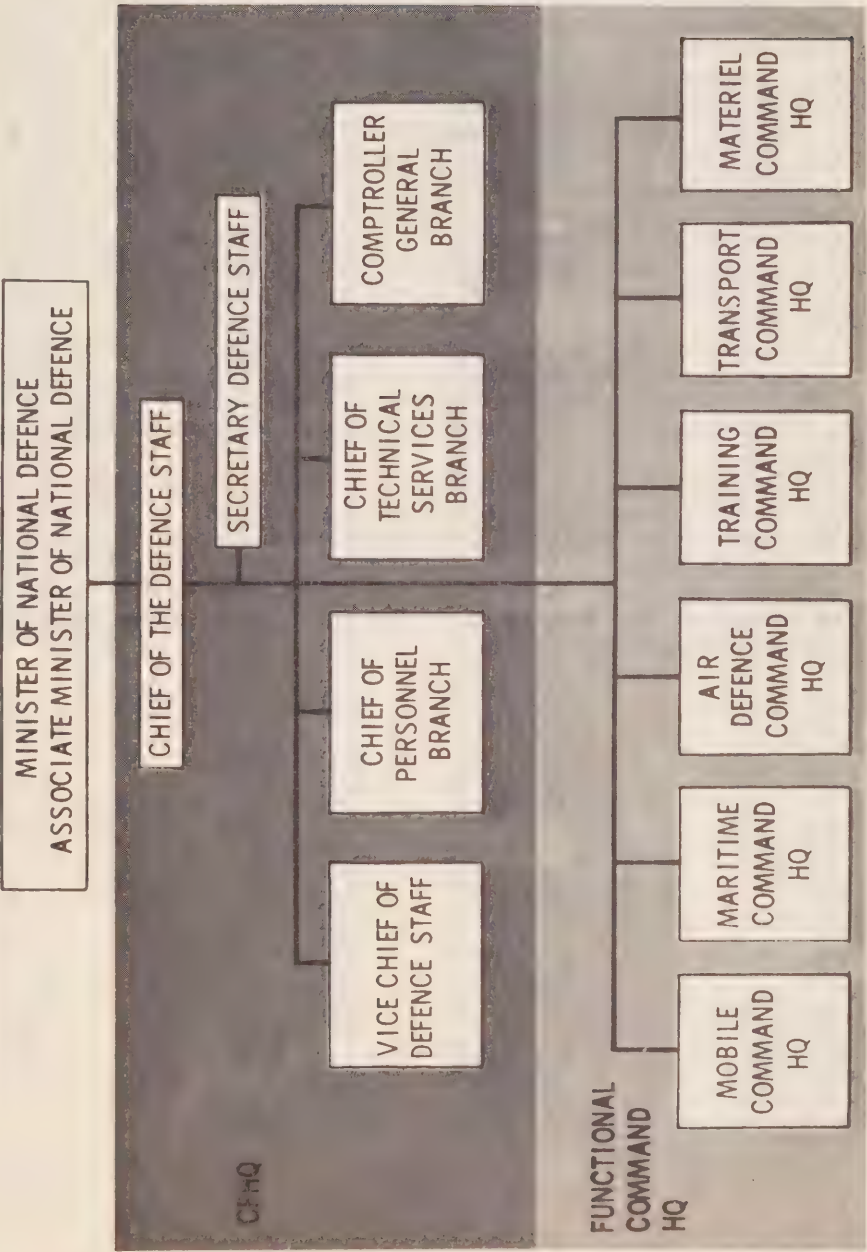 MINISTER OF NATIONAL DEFENCE
ASSOCIATE MINISTER OF NATIONAL DEFENCE
CHIEF OF THE DEFENCE STAFF
SECRETARY DEFENCE STAFF
CFHQ
VICE CHIEF OF
DEFENCE STAFF
CHIEF OF
PERSONNEL
BRANCH
CHIEF OF
TECHNICAL
SERVICES
BRANCH
COMPTROLLER
GENERAL
BRANCH
FUNCTIONAL
COMMAND
HQ
MOBILE
COMMAND
HQ
MARITIME
COMMAND
HQ
AIR
DEFENCE
COMMAND
HQ
TRAINING
COMMAND
HQ
TRANSPORT
COMMAND
HQ
MATERIEL
COMMAND
HQ